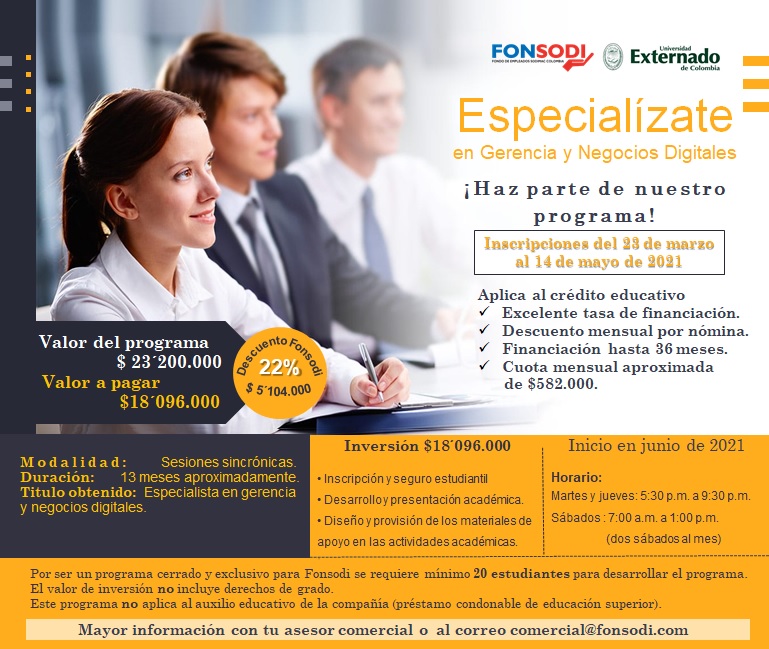 FONSODI
FONDO DE EMPLEADOS SODIMAC COLOMBIA
Universidad
Externado
de Colombia
Especialízate
en Gerencia y Negocios Digitales
¡Haz parte de nuestro
programa!
Inscripciones del 23 de marzo
al 14 de mayo de 2021
Aplica al crédito educativo
✓ Excelente tasa de financiación.
✓ Descuento mensual por nómina.
✓ Financiación hasta 36 meses.
✓ Cuota mensual aproximada
de $582.000.
Valor del programa
$ 23´200.000
Valor a pagar
$18´096.000
Descuento Fonsodi
22%
$ 5´104.000
Modalidad: Sesiones sincrónicas.
Duración: 13 meses aproximadamente.
Titulo obtenido: Especialista en gerencia
y negocios digitales.
Inversión $18´096.000
• Inscripción y seguro estudiantil
• Desarrollo y presentación académica.
• Diseño y provisión de los materiales de
apoyo en las actividades académicas.
Inicio en junio de 2021
Horario:
Martes y jueves: 5:30 p.m. a 9:30 p.m.
Sábados : 7:00 a.m. a 1:00 p.m.
(dos sábados al mes)
Por ser un programa cerrado y exclusivo para Fonsodi se requiere mínimo 20 estudiantes para desarrollar el programa.
El valor de inversión no incluye derechos de grado.
Este programa no aplica al auxilio educativo de la compañía (préstamo condonable de educación superior).
Mayor información con tu asesor comercial o al correo comercial@fonsodi.com